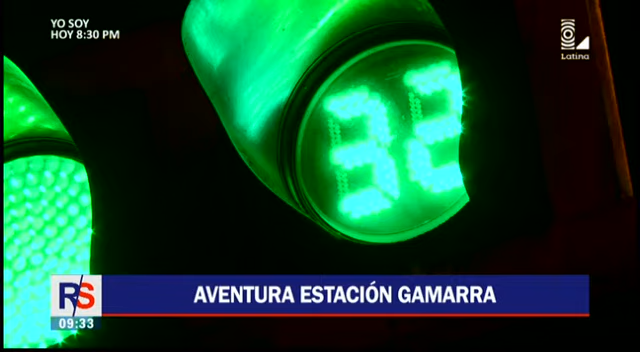 YO SOY
HOY 8:30 PM
Latina
32
RS
AVENTURA ESTACIÓN GAMARRA
09:33